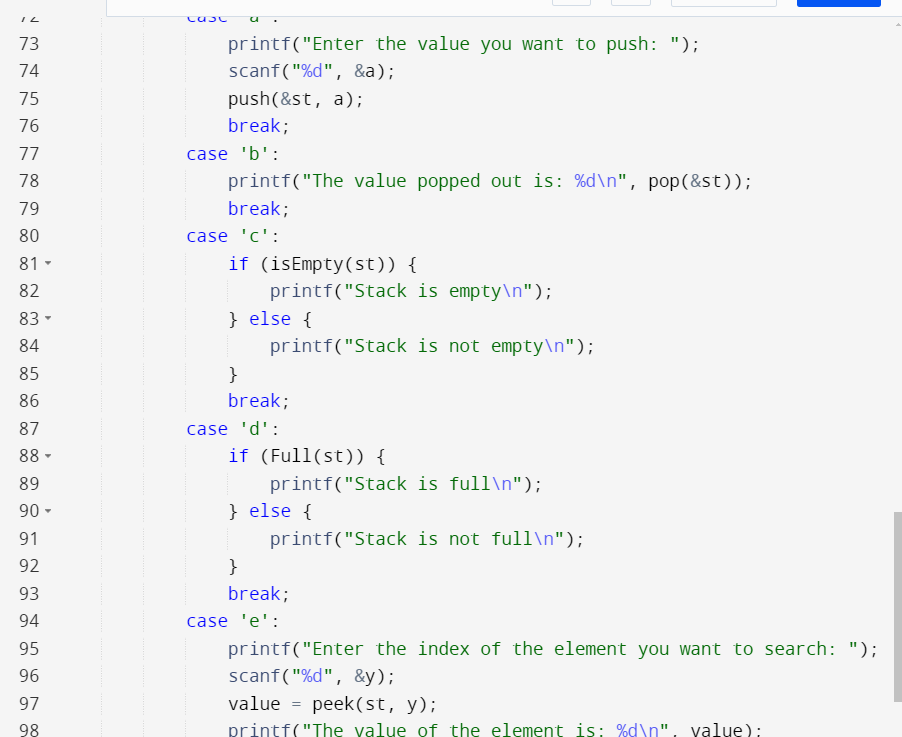 72 case 'a':
73 printf("Enter the value you want to push: ");
74 scanf("%d", &a);
75 push(&st, a);
76 break;
77 case 'b':
78 printf("The value popped out is: %d\n", pop(&st));
79 break;
80 case 'c':
81 if (isEmpty(st)) {
82 printf("Stack is empty\n");
83 } else {
84 printf("Stack is not empty\n");
85 }
86 break;
87 case 'd':
88 if (Full(st)) {
89 printf("Stack is full\n");
90 } else {
91 printf("Stack is not full\n");
92 }
93 break;
94 case 'e':
95 printf("Enter the index of the element you want to search: ");
96 scanf("%d", &y);
97 value = peek(st, y);
98 printf("The value of the element is: %d\n", value);